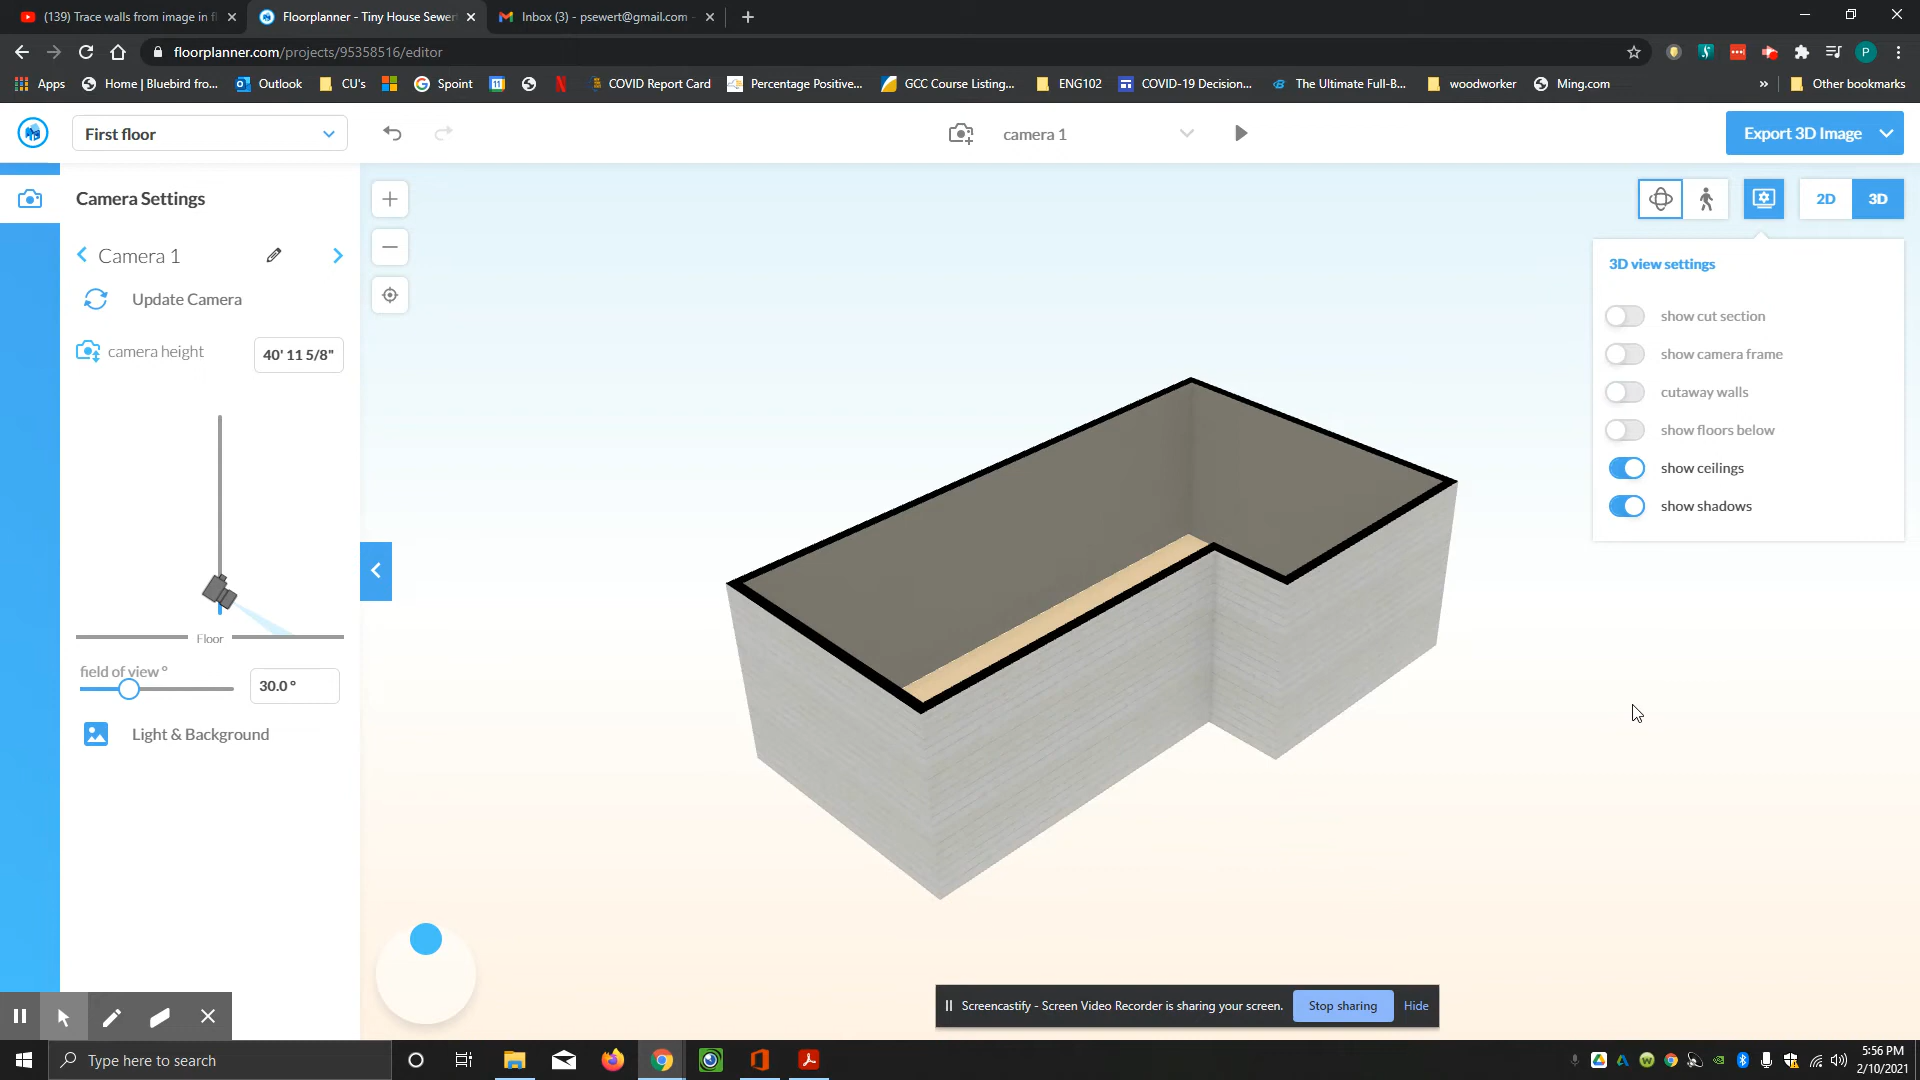 (139) Trace walls from image in fl
Floorplanner - Tiny House Sewert
Inbox (3) - psewert@gmail.com -
floorplanner.com/projects/95358516/editor
P
Apps
Home | Bluebird fro...
Outlook
CU's
Spoint
COVID Report Card
Percentage Positive...
GCC Course Listing...
ENG102
COVID-19 Decision...
The Ultimate Full-B...
woodworker
Ming.com
»
Other bookmarks
First floor
camera 1
Export 3D Image
Camera Settings
2D
3D
Camera 1
3D view settings
Update Camera
show cut section
camera height
40' 11 5/8"
show camera frame
cutaway walls
show floors below
show ceilings
show shadows
Floor
field of view °
30.0 °
Light & Background
Screencastify - Screen Video Recorder is sharing your screen.
Stop sharing
Hide
Type here to search
5:56 PM
2/10/2021